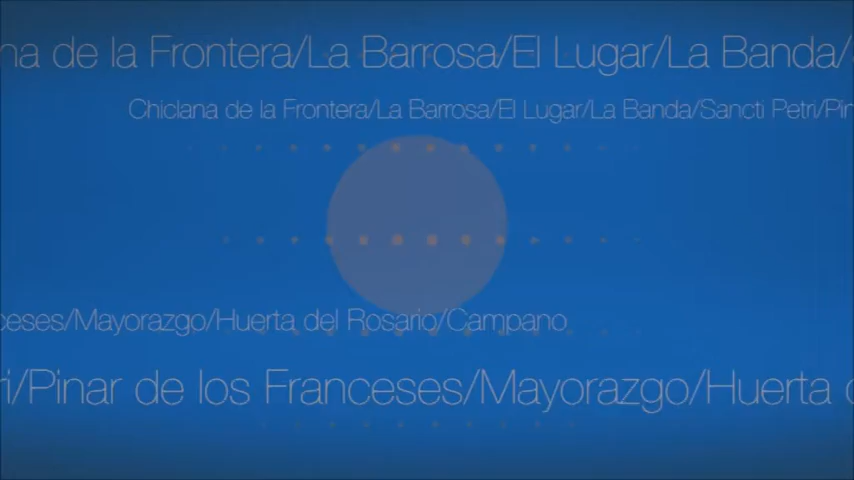 na de la Frontera/La Barrosa/El Lugar/La Banda/
Chiclana de la Frontera/La Barrosa/El Lugar/La Banda/Sancti Petri/Pin
ceses/Mayorazgo/Huerta del Rosario/Campano
ri/Pinar de los Franceses/Mayorazgo/Huerta d